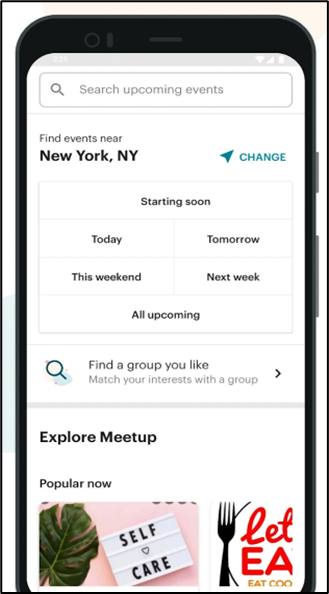 3:25
Search upcoming events
Find events near
New York, NY
CHANGE
Starting soon
Today
Tomorrow
This weekend
Next week
All upcoming
Find a group you like
Match your interests with a group
Explore Meetup
Popular now
SELF
CARE
let
EA
EAT COO